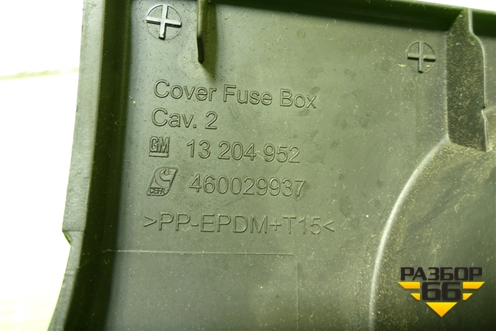 Cover Fuse Box
Cav. 2
GM 13 204 952
460029937
>PP-EPDM+T15<
РАЗБОР
66